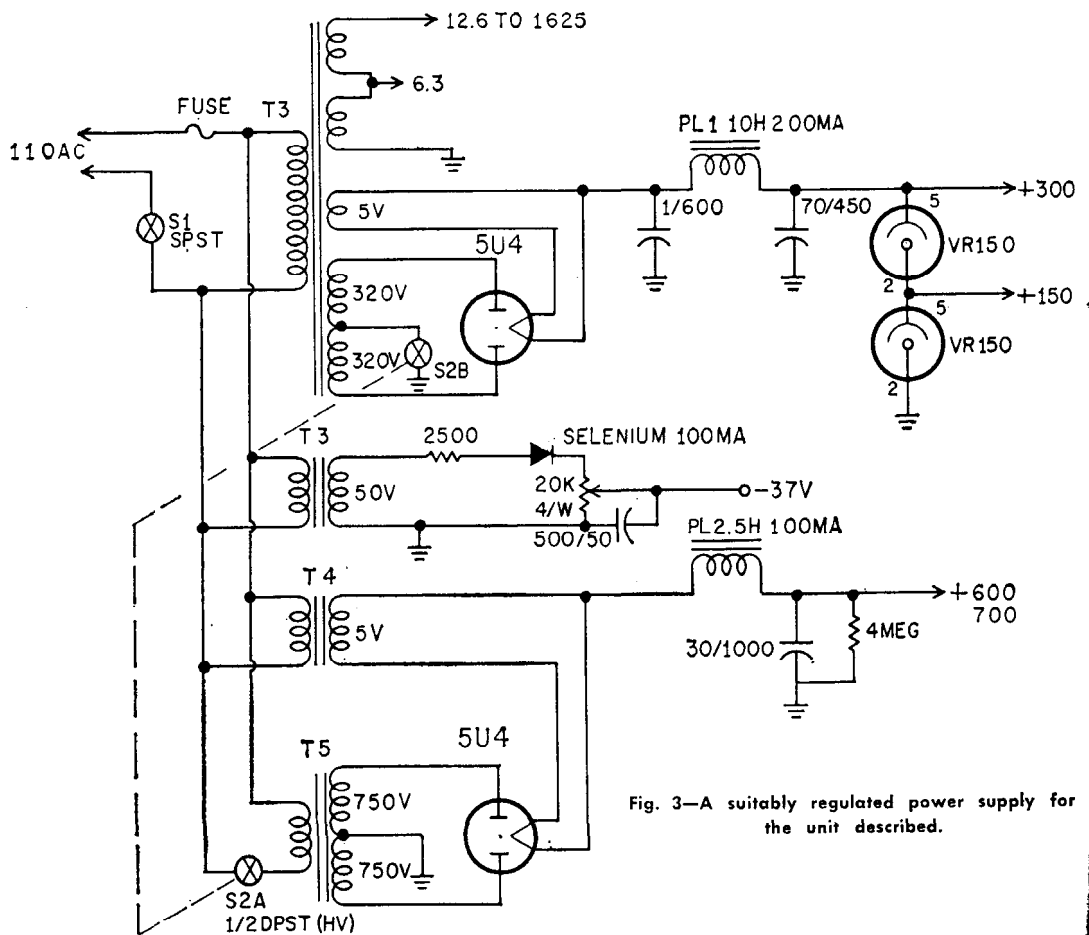 12.6 TO 1625
6.3
FUSE
T3
110AC
S1
SPST
PL1 10H 200MA
+300
5V
1/600
70/450
5
VR150
2
5U4
320V
+150
5
320V
S2B
VR150
2
T3
2500
SELENIUM 100MA
50V
20K
4/W
-37V
500/50
PL2.5H 100MA
T4
+600
700
5V
30/1000
4MEG
T5
5U4
750V
750V
S2A
1/2 DPST (HV)
Fig. 3—A suitably regulated power supply for
the unit described.